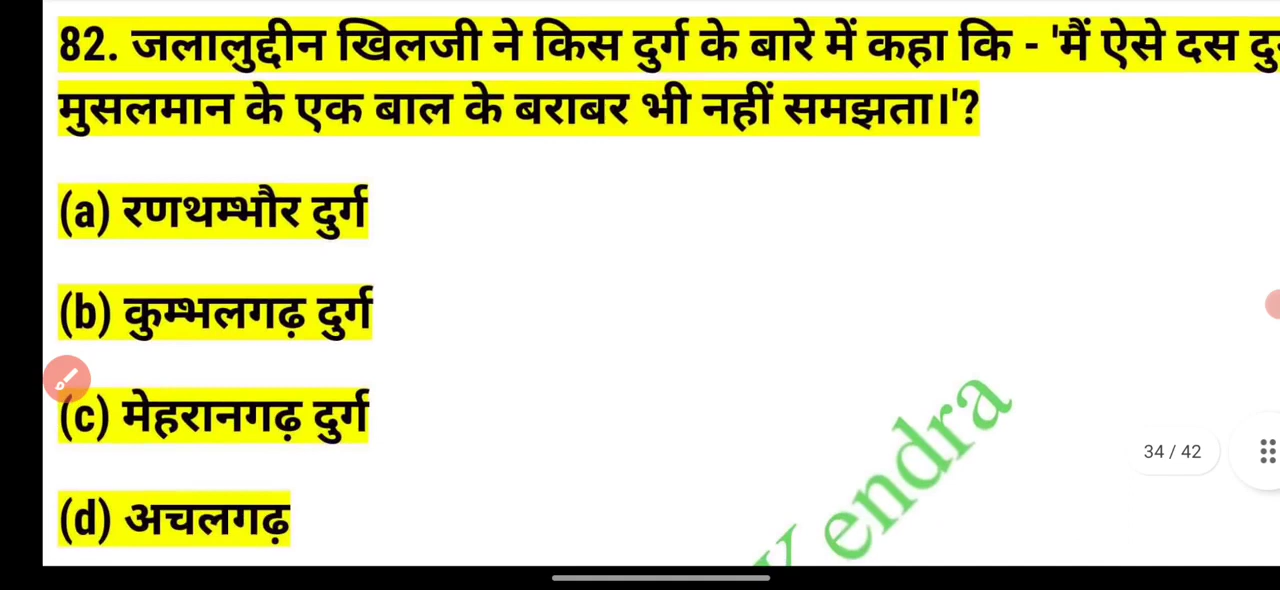 82. जलालुद्दीन खिलजी ने किस दुर्ग के बारे में कहा कि - 'मैं ऐसे दस
मुसलमान के एक बाल के बराबर भी नहीं समझता।'?
(a) रणथम्भौर दुर्ग
(b) कुम्भलगढ़ दुर्ग
(c) मेहरानगढ़ दुर्ग
34 / 42
(d) अचलगढ़
Kendra